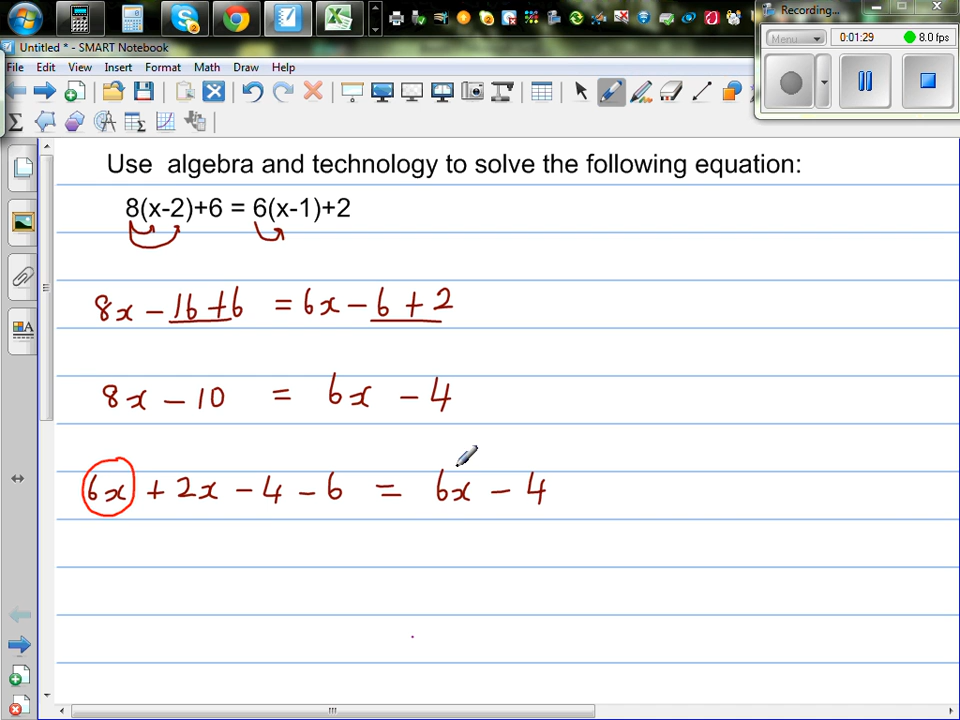 Recording...
Untitled * - SMART Notebook
Menu
0:01:29
8.0 fps
File Edit View Insert Format Math Draw Help
Use algebra and technology to solve the following equation:
8(x-2)+6 = 6(x-1)+2
8x - 16 + 6 = 6x - 6 + 2
8x - 10 = 6x - 4
6x + 2x - 4 - 6 = 6x - 4